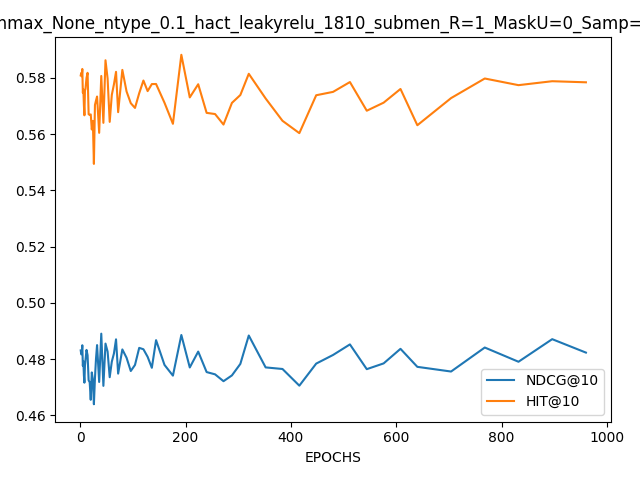 nmax_None_ntype_0.1_hact_leakyrelu_1810_submen_R=1_MaskU=0_Samp=
0.58
0.56
0.54
0.52
0.50
0.48
0.46
NDCG@10
HIT@10
0 200 400 600 800 1000
EPOCHS